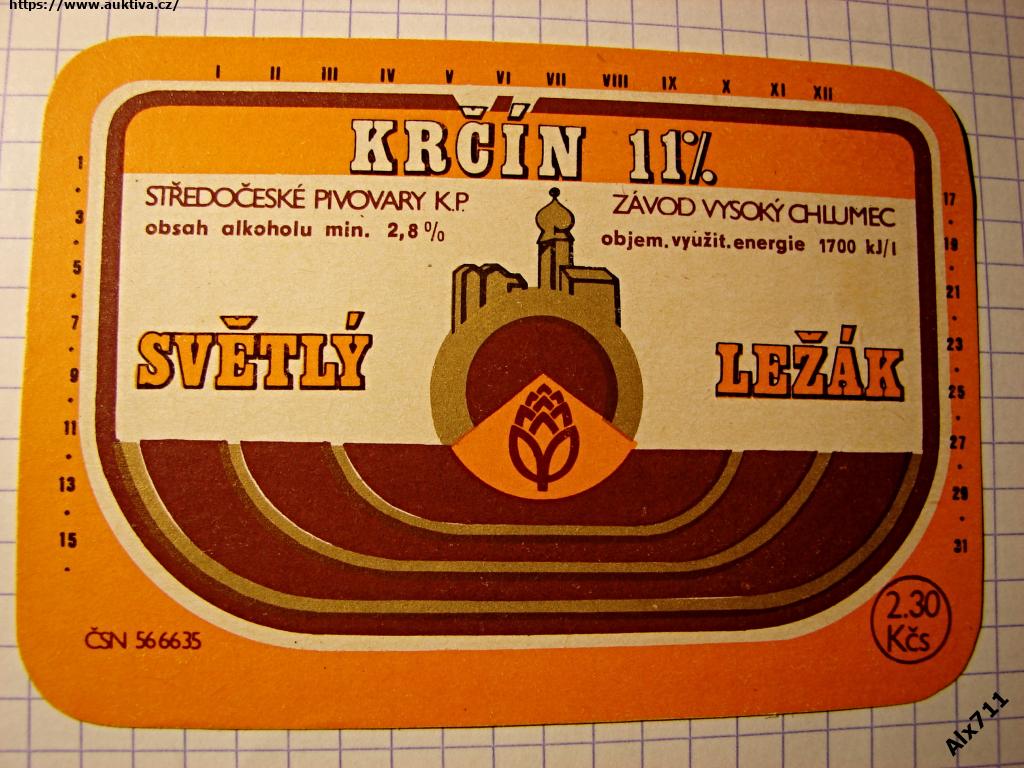 https://www.auktiva.cz/
I II III IV V VI VII VIII IX X XI XII
KRČÍN 11%
STŘEDOČESKÉ PIVOVARY K.P.
obsah alkoholu min. 2,8%
ZÁVOD VYSOKÝ CHLUMEC
objem.využit.energie 1700 kJ/l
SVĚTLÝ
LEŽÁK
1
3
5
7
9
11
13
15
17
19
21
23
25
27
29
31
ČSN 566635
2.30
Kčs
Alx711